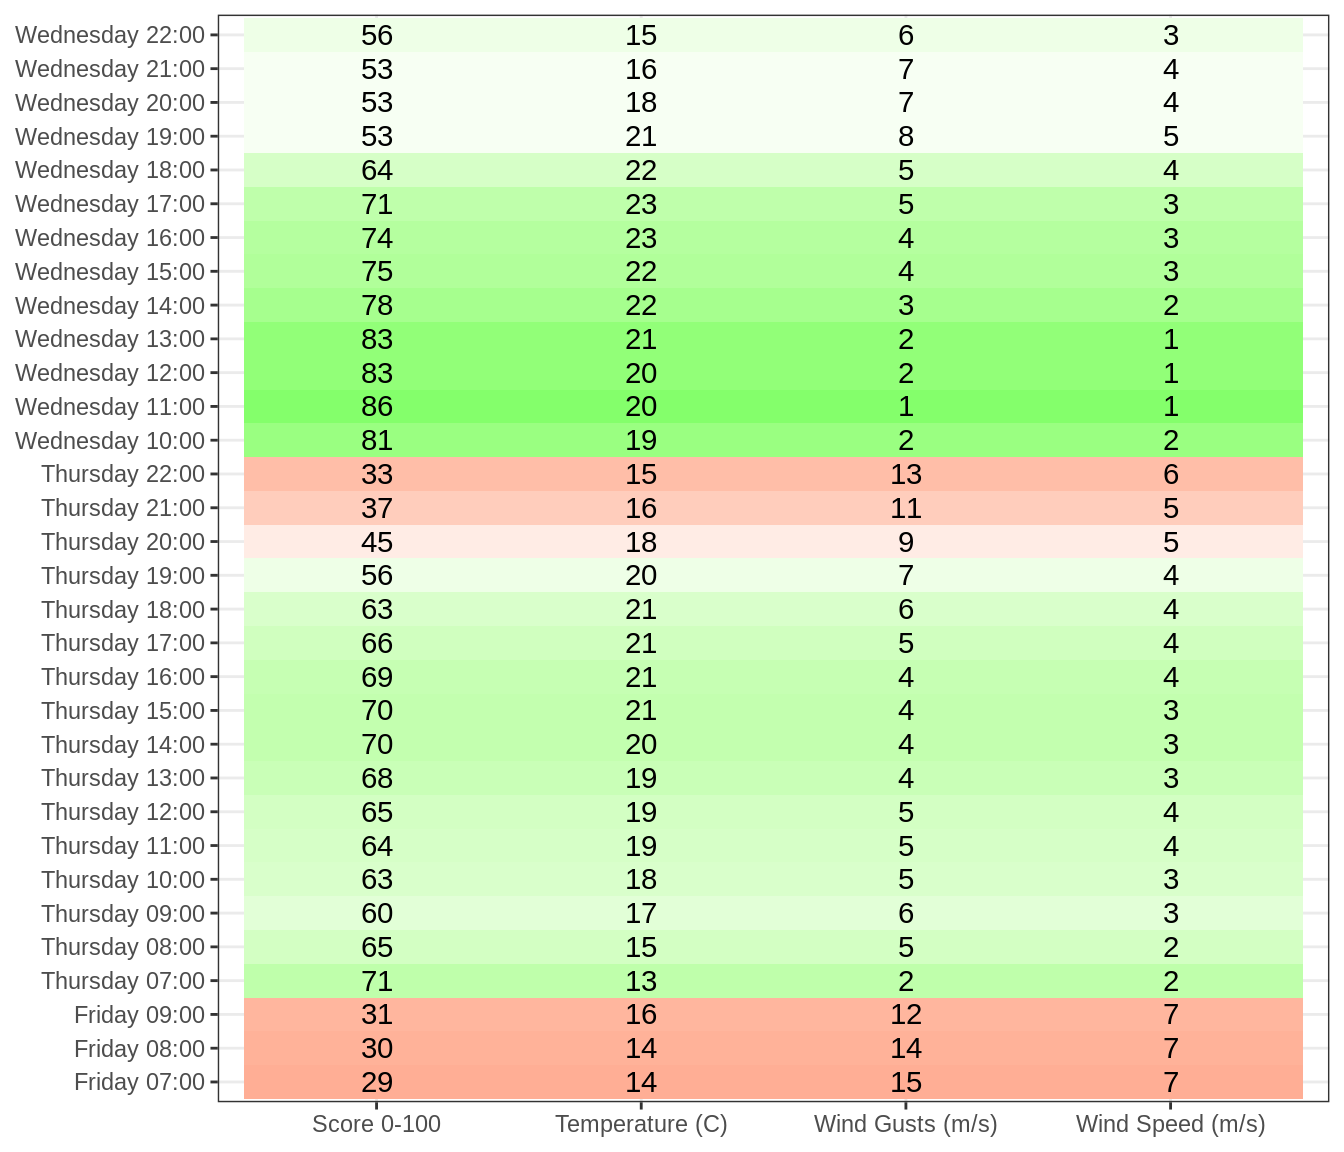 Wednesday 22:00 56 15 6 3
Wednesday 21:00 53 16 7 4
Wednesday 20:00 53 18 7 4
Wednesday 19:00 53 21 8 5
Wednesday 18:00 64 22 5 4
Wednesday 17:00 71 23 5 3
Wednesday 16:00 74 23 4 3
Wednesday 15:00 75 22 4 3
Wednesday 14:00 78 22 3 2
Wednesday 13:00 83 21 2 1
Wednesday 12:00 83 20 2 1
Wednesday 11:00 86 20 1 1
Wednesday 10:00 81 19 2 2
Thursday 22:00 33 15 13 6
Thursday 21:00 37 16 11 5
Thursday 20:00 45 18 9 5
Thursday 19:00 56 20 7 4
Thursday 18:00 63 21 6 4
Thursday 17:00 66 21 5 4
Thursday 16:00 69 21 4 4
Thursday 15:00 70 21 4 3
Thursday 14:00 70 20 4 3
Thursday 13:00 68 19 4 3
Thursday 12:00 65 19 5 4
Thursday 11:00 64 19 5 4
Thursday 10:00 63 18 5 3
Thursday 09:00 60 17 6 3
Thursday 08:00 65 15 5 2
Thursday 07:00 71 13 2 2
Friday 09:00 31 16 12 7
Friday 08:00 30 14 14 7
Friday 07:00 29 14 15 7
Score 0-100 Temperature (C) Wind Gusts (m/s) Wind Speed (m/s)